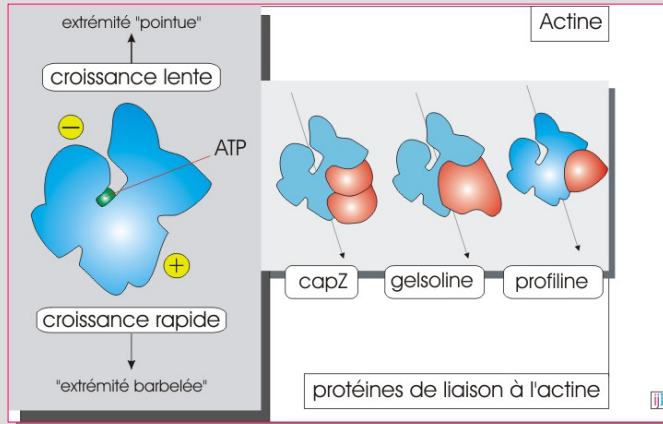 extrémité "pointue"
croissance lente
−
ATP
+
croissance rapide
"extrémité barbelée"
Actine
capZ
gelsoline
profiline
protéines de liaison à l'actine